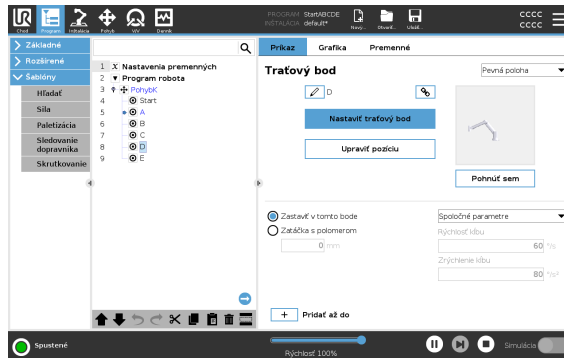 UR
PROGRAM StartABCDE
INŠTALÁCIA default*
Chod Program Inštalácia Pohyb V/V Denník
Nový... Otvoriť... Uložiť...
cccc
cccc
Základné
Rozšírené
Šablóny
Hľadať
Sila
Paletizácia
Sledovanie dopravníka
Skrutkovanie
1 X Nastavenia premenných
2 Program robota
3 PohybK
4 Start
5 A
6 B
7 C
8 D
9 E
Príkaz Grafika Premenné
Traťový bod
Pevná poloha
D
Nastaviť traťový bod
Upraviť pozíciu
Pohnúť sem
Zastaviť v tomto bode
Zatáčka s polomerom
0 mm
Spoločné parametre
Rýchlosť kĺbu
60 °/s
Zrýchlenie kĺbu
80 °/s²
+ Pridať až do
Spustené
Rýchlosť 100%
Simulácia